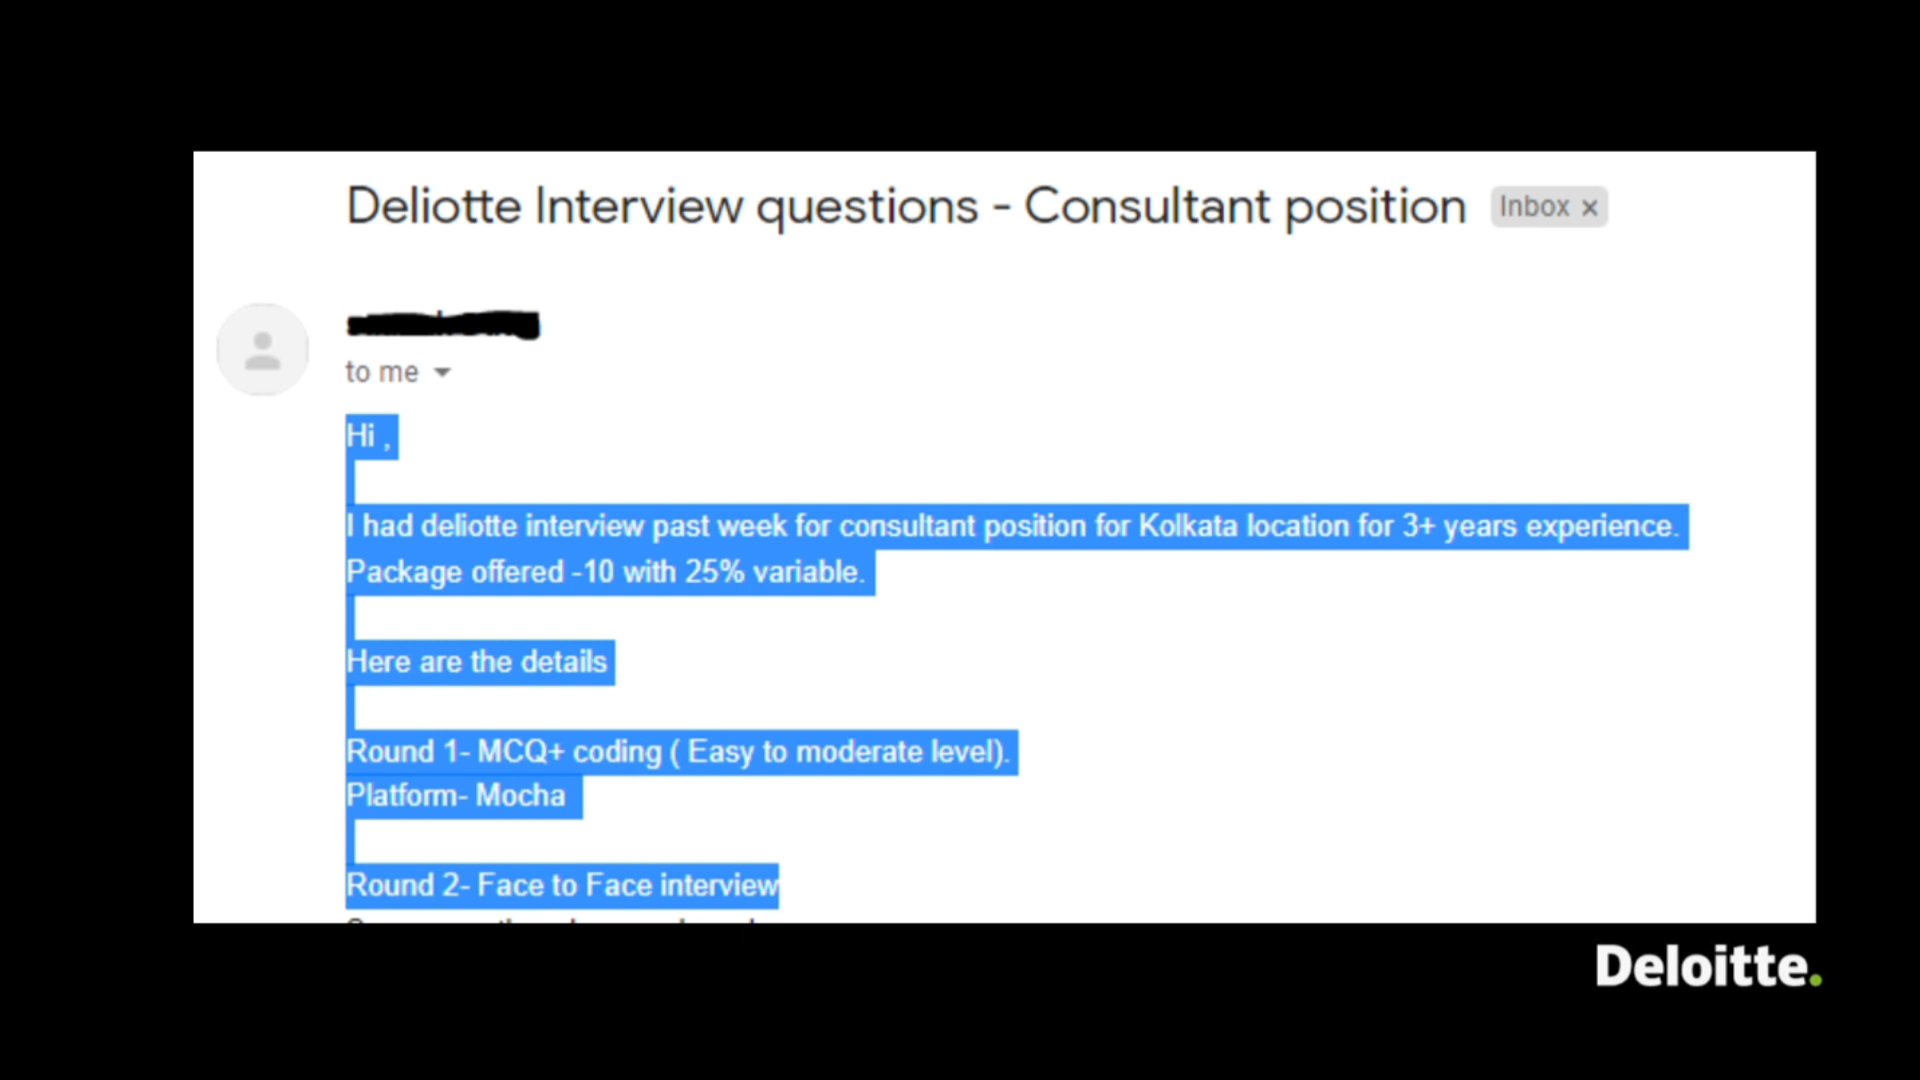 Deliotte Interview questions - Consultant position Inbox ×
to me
Hi ,
I had deliotte interview past week for consultant position for Kolkata location for 3+ years experience.
Package offered -10 with 25% variable.
Here are the details
Round 1- MCQ+ coding ( Easy to moderate level).
Platform- Mocha
Round 2- Face to Face interview
Deloitte.